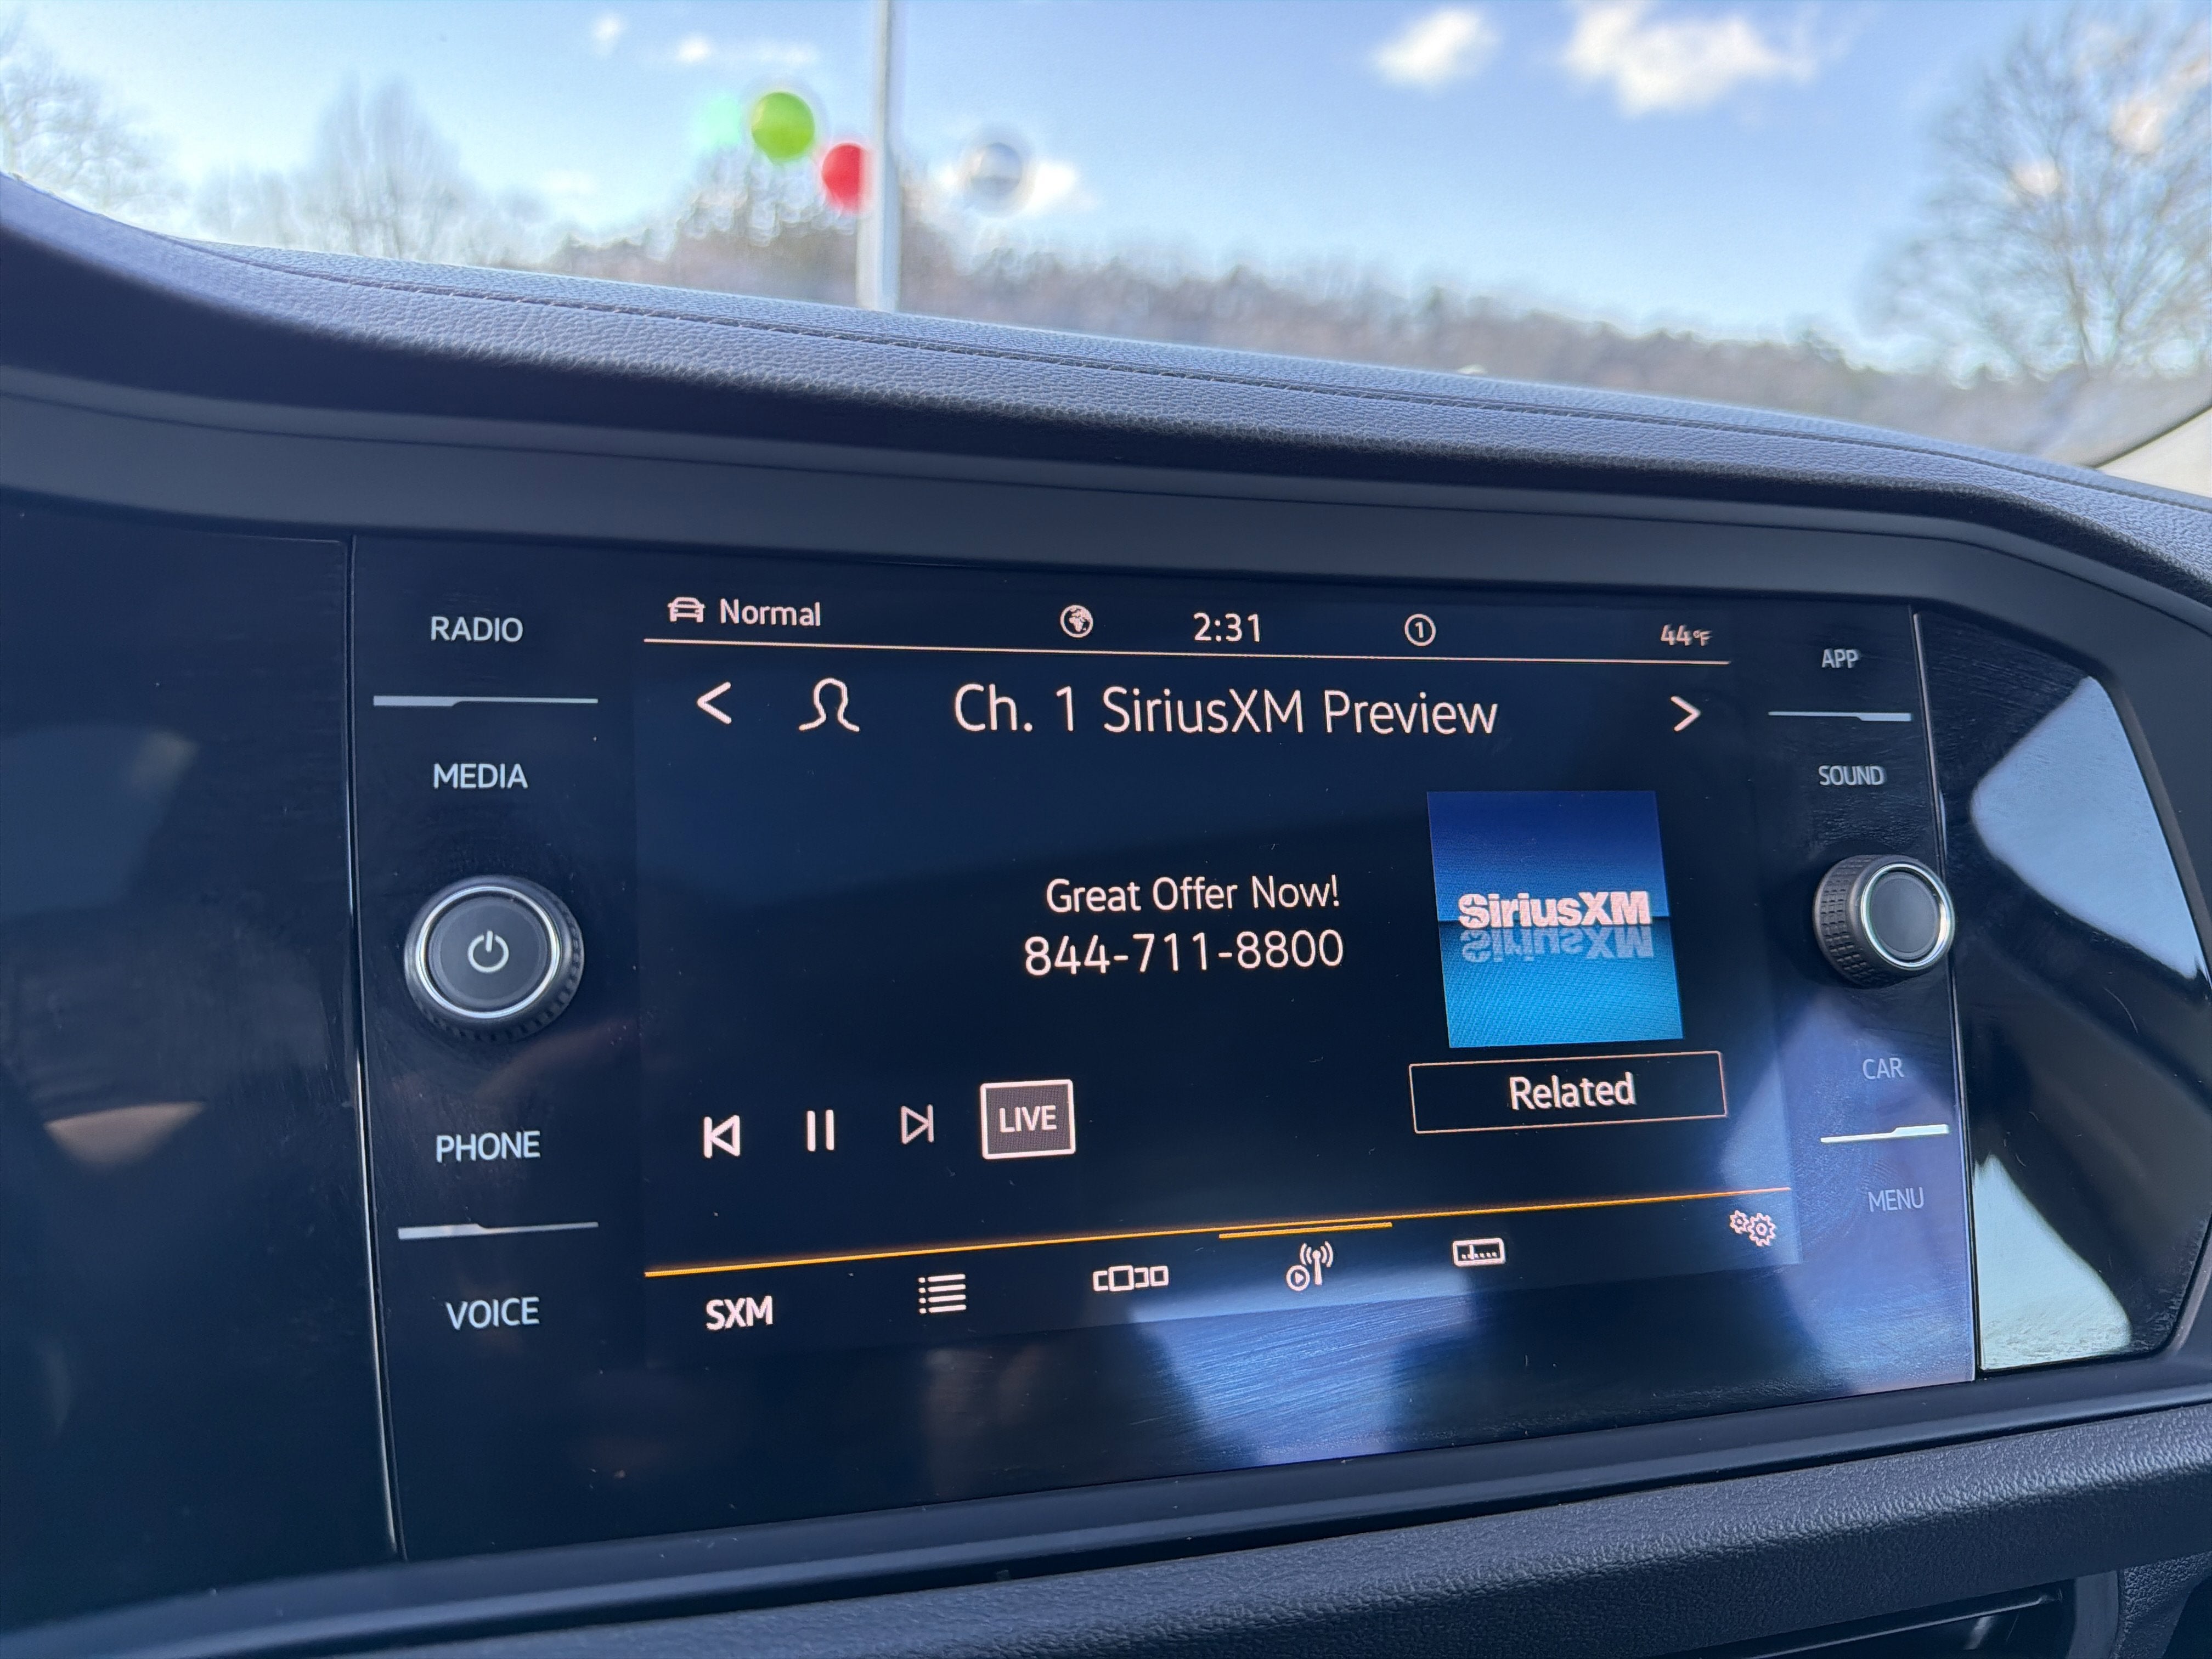 RADIO
MEDIA
PHONE
VOICE
Normal
2:31
1
44°F
Ch. 1 SiriusXM Preview
Great Offer Now!
844-711-8800
SiriusXM
LIVE
Related
SXM
APP
SOUND
CAR
MENU